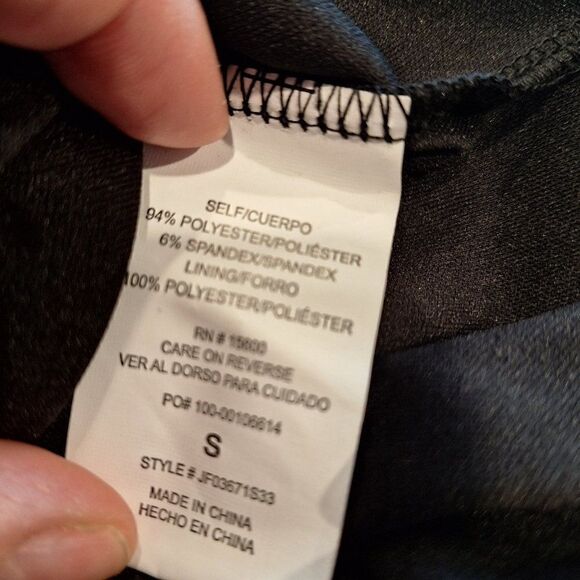 SELF/CUERPO
94% POLYESTER/POLIÉSTER
6% SPANDEX/SPANDEX
LINING/FORRO
100% POLYESTER/POLIÉSTER
RN # 15800
CARE ON REVERSE
VER AL DORSO PARA CUIDADO
PO# 100-00106614
S
STYLE # JF03671S33
MADE IN CHINA
HECHO EN CHINA